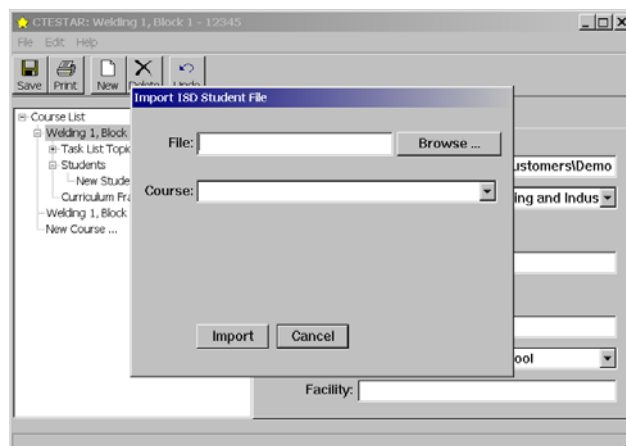 CTESTAR: Welding 1, Block 1 - 12345
File Edit Help
Save Print New Delete Undo
Import ISD Student File
Course List
Welding 1, Block
Task List Topic
Students
New Stude
Curriculum Fra
Welding 1, Block
New Course ...
File:
Browse ...
Course:
Import
Cancel
ustomers\Demo
ing and Indus
ool
Facility: